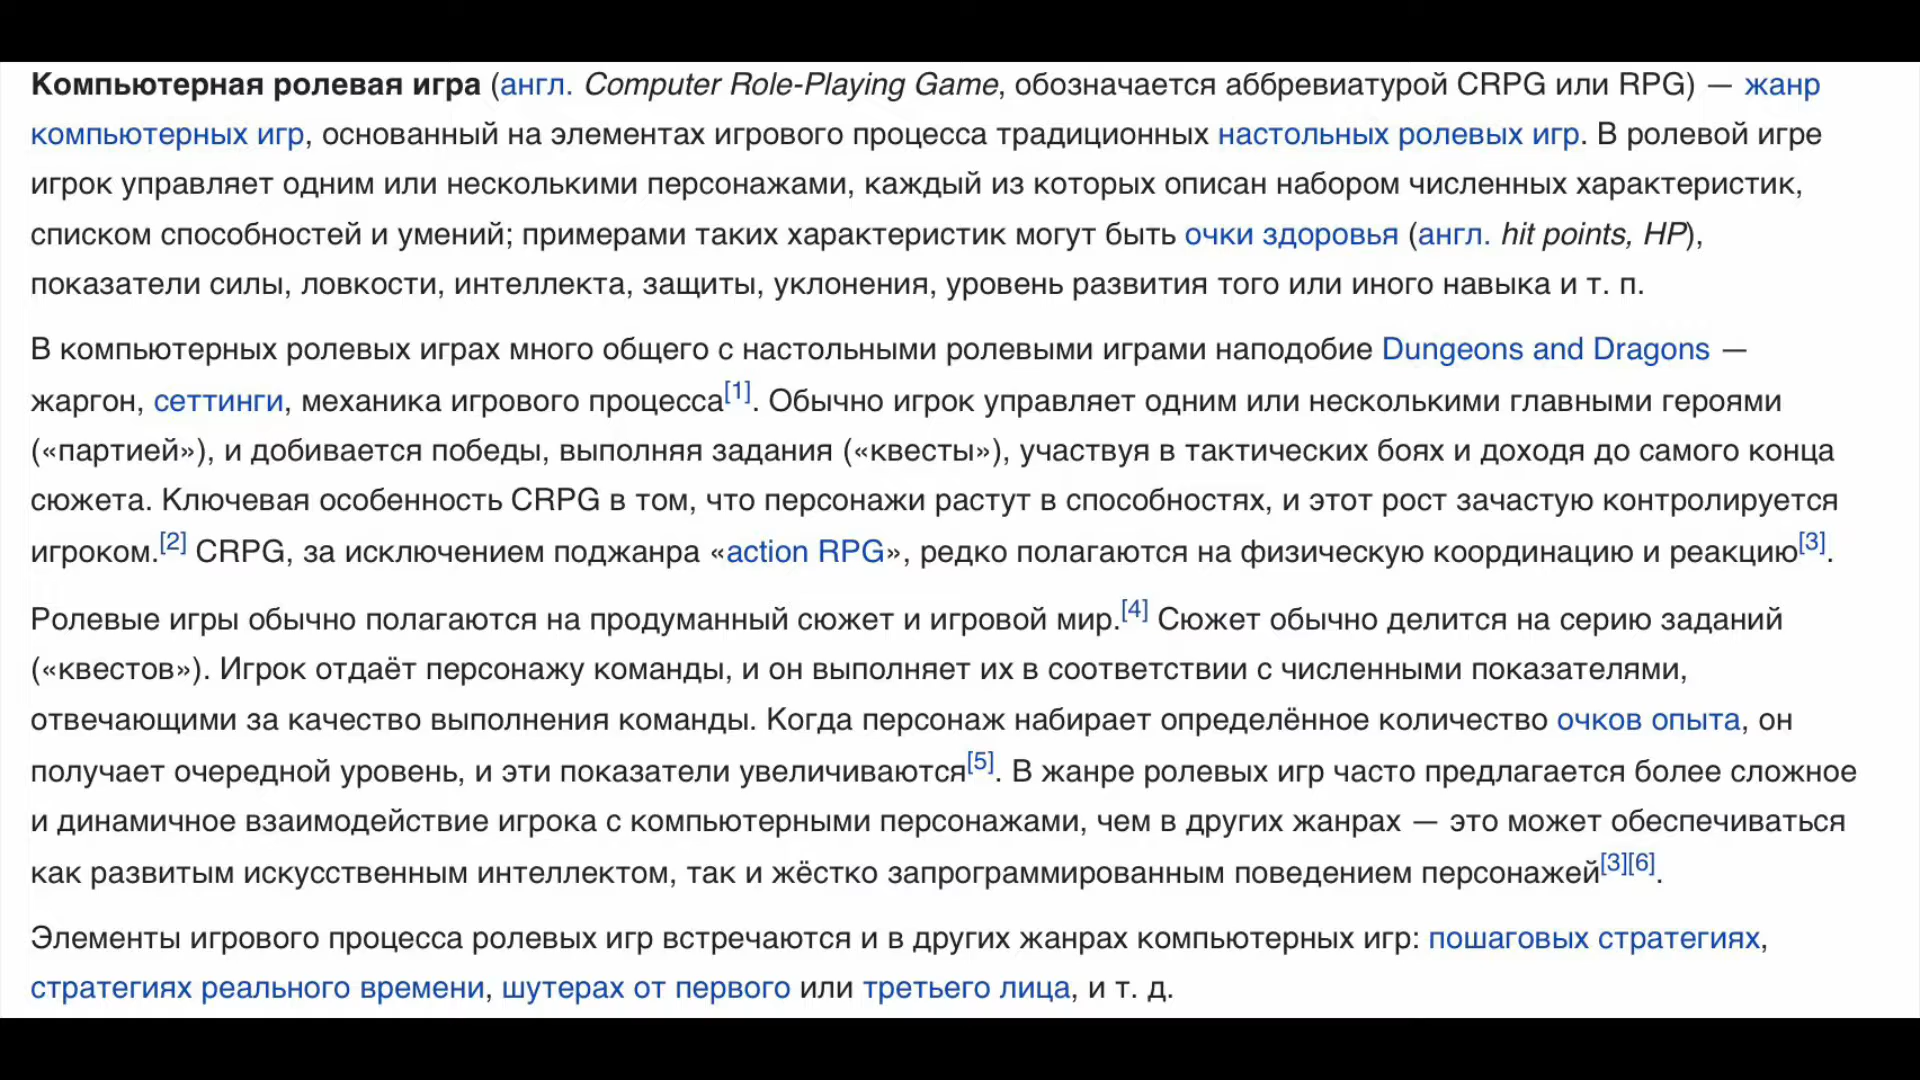 Компьютерная ролевая игра (англ. Computer Role-Playing Game, обозначается аббревиатурой CRPG или RPG) — жанр
компьютерных игр, основанный на элементах игрового процесса традиционных настольных ролевых игр. В ролевой игре
игрок управляет одним или несколькими персонажами, каждый из которых описан набором численных характеристик,
списком способностей и умений; примерами таких характеристик могут быть очки здоровья (англ. hit points, HP),
показатели силы, ловкости, интеллекта, защиты, уклонения, уровень развития того или иного навыка и т. п.
В компьютерных ролевых играх много общего с настольными ролевыми играми наподобие Dungeons and Dragons —
жаргон, сеттинги, механика игрового процесса[1]. Обычно игрок управляет одним или несколькими главными героями
(«партией»), и добивается победы, выполняя задания («квесты»), участвуя в тактических боях и доходя до самого конца
сюжета. Ключевая особенность CRPG в том, что персонажи растут в способностях, и этот рост зачастую контролируется
игроком.[2] CRPG, за исключением поджанра «action RPG», редко полагаются на физическую координацию и реакцию[3].
Ролевые игры обычно полагаются на продуманный сюжет и игровой мир.[4] Сюжет обычно делится на серию заданий
(«квестов»). Игрок отдаёт персонажу команды, и он выполняет их в соответствии с численными показателями,
отвечающими за качество выполнения команды. Когда персонаж набирает определённое количество очков опыта, он
получает очередной уровень, и эти показатели увеличиваются[5]. В жанре ролевых игр часто предлагается более сложное
и динамичное взаимодействие игрока с компьютерными персонажами, чем в других жанрах — это может обеспечиваться
как развитым искусственным интеллектом, так и жёстко запрограммированным поведением персонажей[3][6].
Элементы игрового процесса ролевых игр встречаются и в других жанрах компьютерных игр: пошаговых стратегиях,
стратегиях реального времени, шутерах от первого или третьего лица, и т. д.